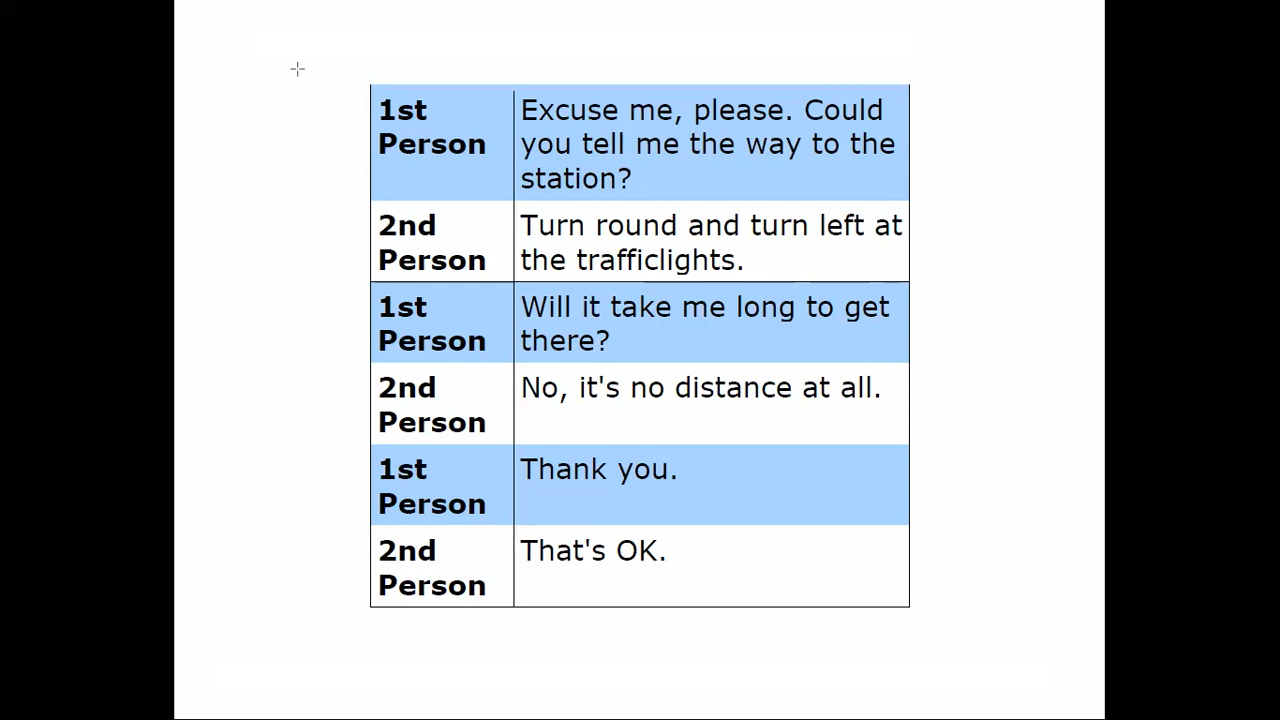 1st
Person
Excuse me, please. Could
you tell me the way to the
station?
2nd
Person
Turn round and turn left at
the trafficlights.
1st
Person
Will it take me long to get
there?
2nd
Person
No, it's no distance at all.
1st
Person
Thank you.
2nd
Person
That's OK.